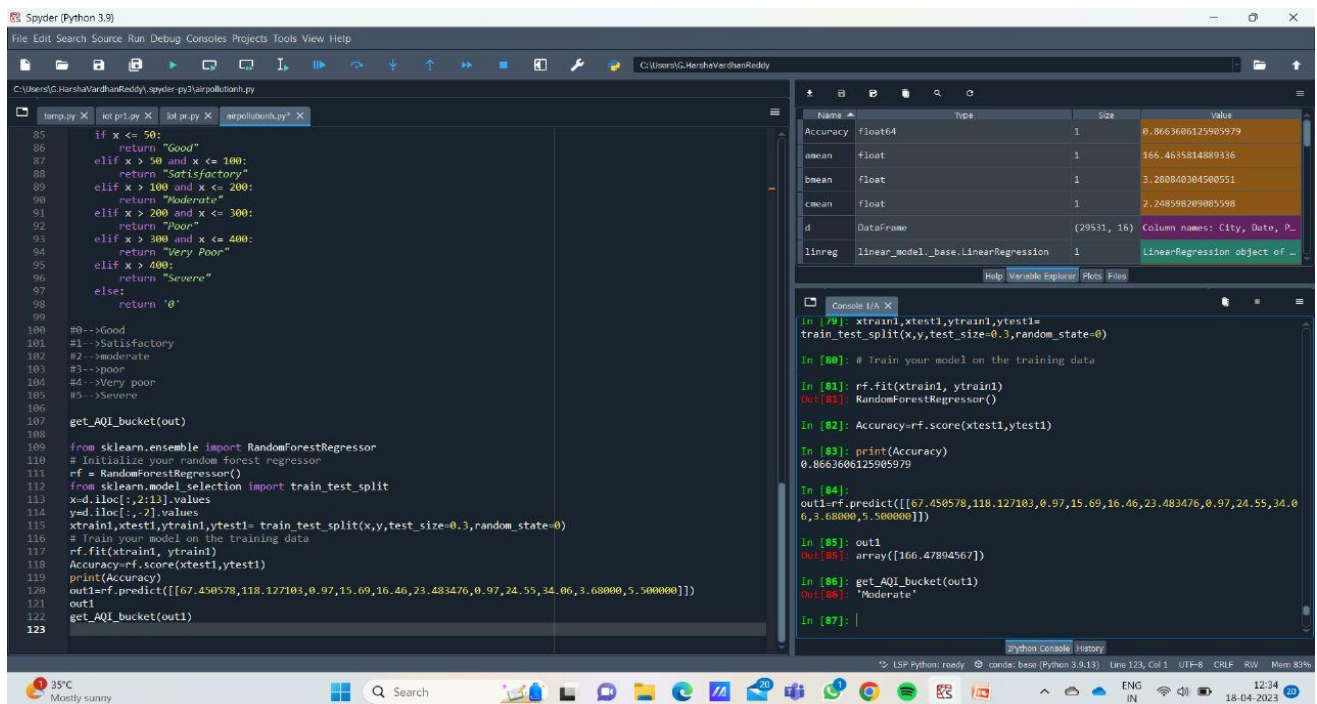 Spyder (Python 3.9)
File Edit Search Source Run Debug Consoles Projects Tools View Help
C:\Users\G.HarshaVardhanReddy
C:\Users\G.HarshaVardhanReddy\.spyder-py3\airpollutionh.py
temp.py X iot pr1.py X Iot pr.py X airpollutionh.py* X
85 if x <= 50:
86 return "Good"
87 elif x > 50 and x <= 100:
88 return "Satisfactory"
89 elif x > 100 and x <= 200:
90 return "Moderate"
91 elif x > 200 and x <= 300:
92 return "Poor"
93 elif x > 300 and x <= 400:
94 return "Very Poor"
95 elif x > 400:
96 return "Severe"
97 else:
98 return '0'
99
100 #0-->Good
101 #1-->Satisfactory
102 #2-->moderate
103 #3-->poor
104 #4-->Very poor
105 #5-->Severe
106
107 get_AQI_bucket(out)
108
109 from sklearn.ensemble import RandomForestRegressor
110 # Initialize your random forest regressor
111 rf = RandomForestRegressor()
112 from sklearn.model_selection import train_test_split
113 x=d.iloc[:,2:13].values
114 y=d.iloc[:,-2].values
115 xtrain1,xtest1,ytrain1,ytest1= train_test_split(x,y,test_size=0.3,random_state=0)
116 # Train your model on the training data
117 rf.fit(xtrain1, ytrain1)
118 Accuracy=rf.score(xtest1,ytest1)
119 print(Accuracy)
120 out1=rf.predict([[67.450578,118.127103,0.97,15.69,16.46,23.483476,0.97,24.55,34.06,3.68000,5.500000]])
121 out1
122 get_AQI_bucket(out1)
123
Name Type Size Value
Accuracy float64 1 0.8663606125905979
amean float 1 166.4635814889336
bmean float 1 3.280840304500551
cmean float 1 2.248598209085598
d DataFrame (29531, 16) Column names: City, Date, P…
linreg linear_model._base.LinearRegression 1 LinearRegression object of …
Help Variable Explorer Plots Files
Console 1/A X
In [79]: xtrain1,xtest1,ytrain1,ytest1=
train_test_split(x,y,test_size=0.3,random_state=0)
In [80]: # Train your model on the training data
In [81]: rf.fit(xtrain1, ytrain1)
Out[81]: RandomForestRegressor()
In [82]: Accuracy=rf.score(xtest1,ytest1)
In [83]: print(Accuracy)
0.8663606125905979
In [84]:
out1=rf.predict([[67.450578,118.127103,0.97,15.69,16.46,23.483476,0.97,24.55,34.0
6,3.68000,5.500000]])
In [85]: out1
Out[85]: array([166.47894567])
In [86]: get_AQI_bucket(out1)
Out[86]: 'Moderate'
In [87]:
IPython Console History
LSP Python: ready conda: base (Python 3.9.13) Line 123, Col 1 UTF-8 CRLF RW Mem 83%
1 35°C
Mostly sunny
Search
20
ENG
IN
12:34
18-04-2023
20